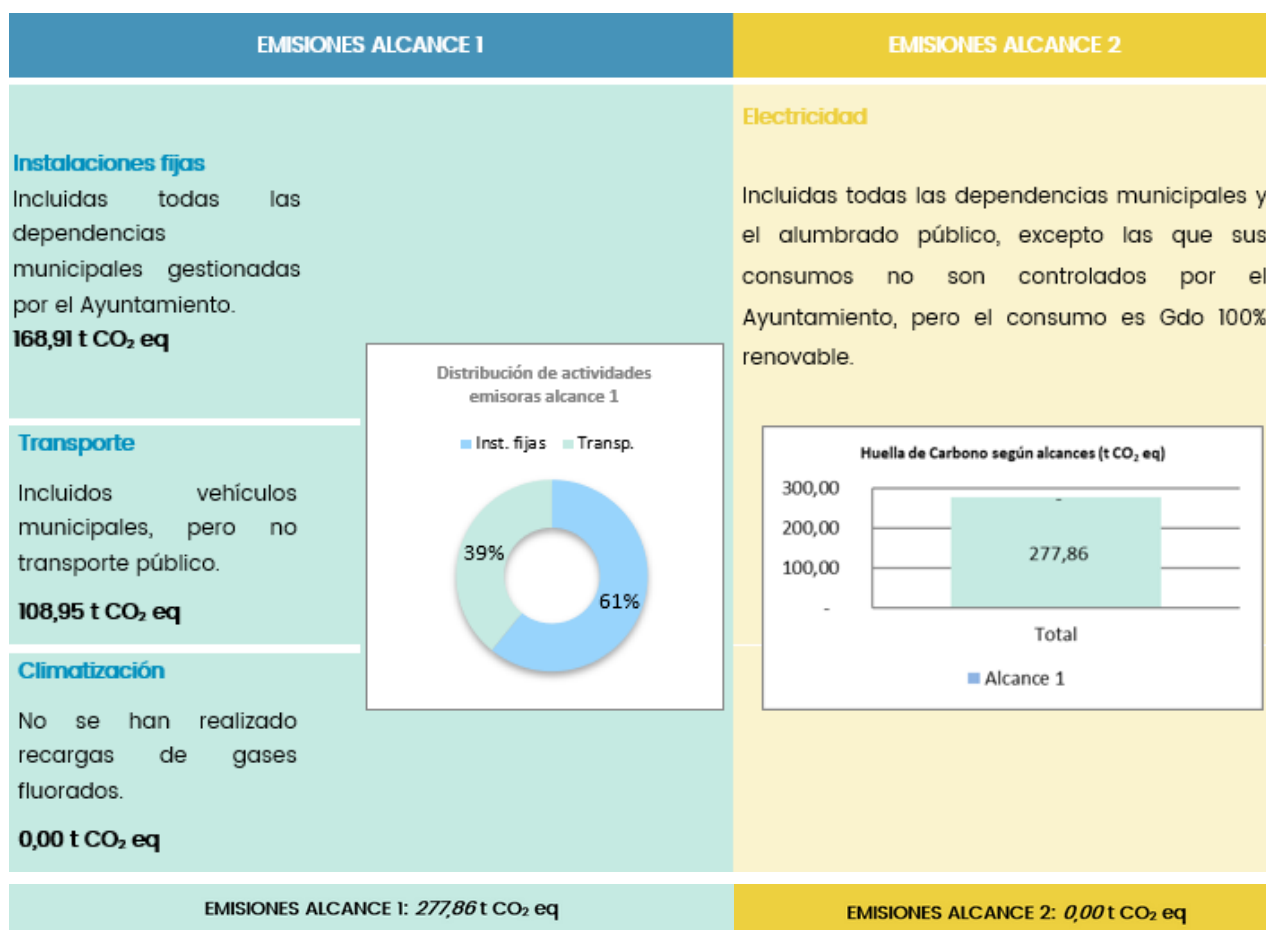 EMISIONES ALCANCE 1
EMISIONES ALCANCE 2
Instalaciones fijas
Incluidas todas las
dependencias
municipales gestionadas
por el Ayuntamiento.
168,91 t CO₂ eq
Transporte
Incluidos vehículos
municipales, pero no
transporte público.
108,95 t CO₂ eq
Climatización
No se han realizado
recargas de gases
fluorados.
0,00 t CO₂ eq
Distribución de actividades
emisoras alcance 1
Inst. fijas Transp.
39%
61%
Electricidad
Incluidas todas las dependencias municipales y
el alumbrado público, excepto las que sus
consumos no son controlados por el
Ayuntamiento, pero el consumo es Gdo 100%
renovable.
Huella de Carbono según alcances (t CO₂ eq)
300,00
-
200,00
277,86
100,00
-
Total
Alcance 1
EMISIONES ALCANCE 1: 277,86 t CO₂ eq
EMISIONES ALCANCE 2: 0,00 t CO₂ eq